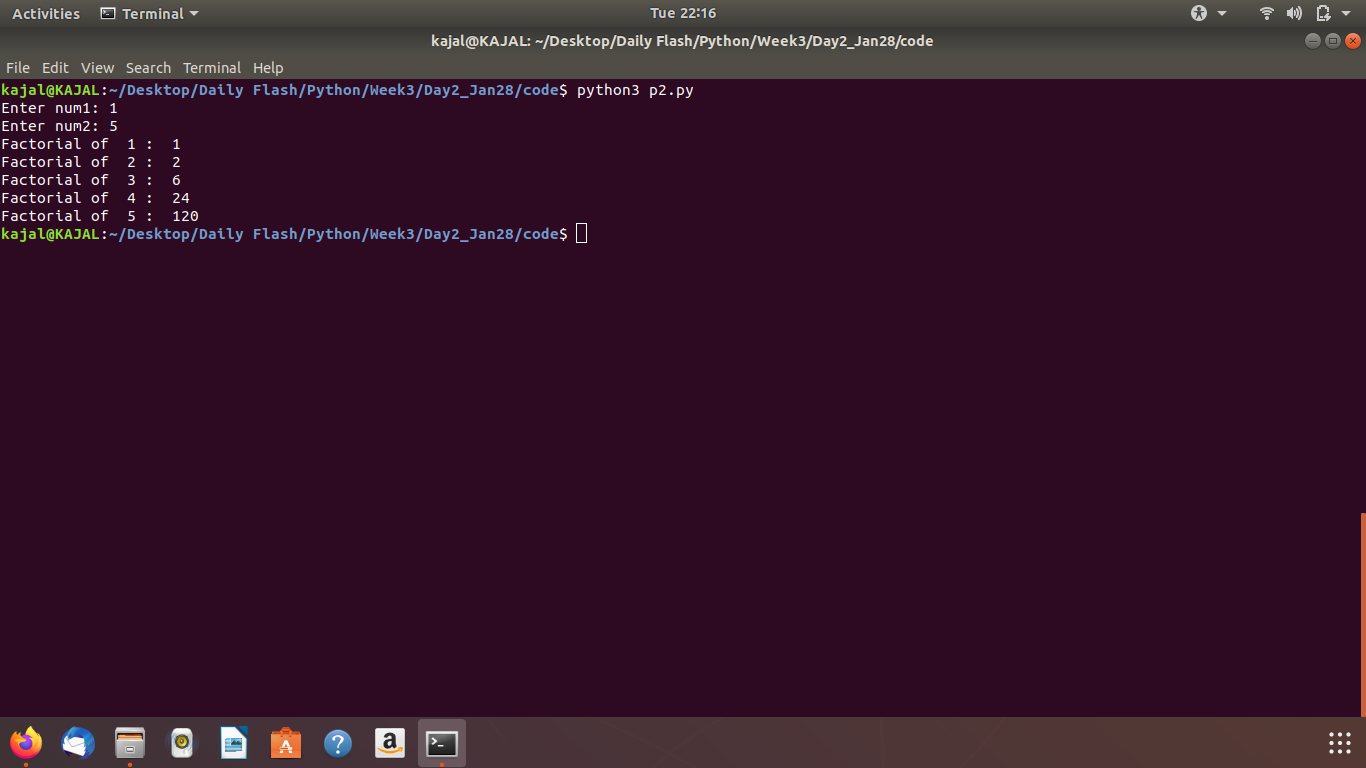 Activities Terminal Tue 22:16
kajal@KAJAL: ~/Desktop/Daily Flash/Python/Week3/Day2_Jan28/code
File Edit View Search Terminal Help
kajal@KAJAL:~/Desktop/Daily Flash/Python/Week3/Day2_Jan28/code$ python3 p2.py
Enter num1: 1
Enter num2: 5
Factorial of  1 :  1
Factorial of  2 :  2
Factorial of  3 :  6
Factorial of  4 :  24
Factorial of  5 :  120
kajal@KAJAL:~/Desktop/Daily Flash/Python/Week3/Day2_Jan28/code$